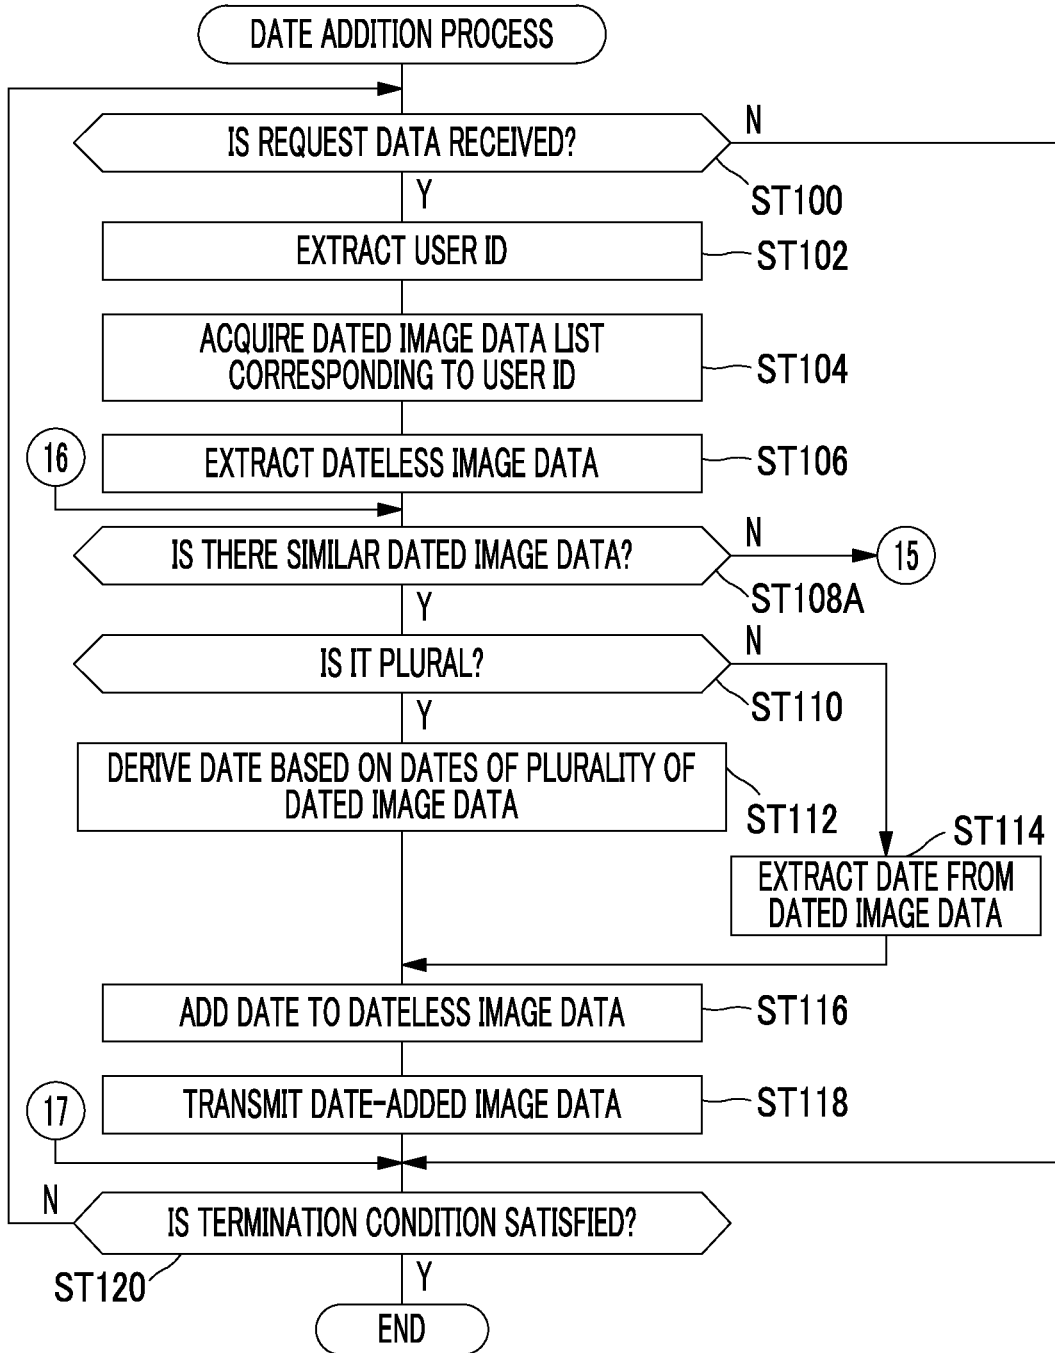 DATE ADDITION PROCESS
IS REQUEST DATA RECEIVED?
N
ST100
Y
EXTRACT USER ID
ST102
ACQUIRE DATED IMAGE DATA LIST
CORRESPONDING TO USER ID
ST104
16
EXTRACT DATELESS IMAGE DATA
ST106
IS THERE SIMILAR DATED IMAGE DATA?
N
15
ST108A
Y
IS IT PLURAL?
N
ST110
Y
DERIVE DATE BASED ON DATES OF PLURALITY OF
DATED IMAGE DATA
ST112
ST114
EXTRACT DATE FROM
DATED IMAGE DATA
ADD DATE TO DATELESS IMAGE DATA
ST116
17
TRANSMIT DATE-ADDED IMAGE DATA
ST118
N
IS TERMINATION CONDITION SATISFIED?
ST120
Y
END